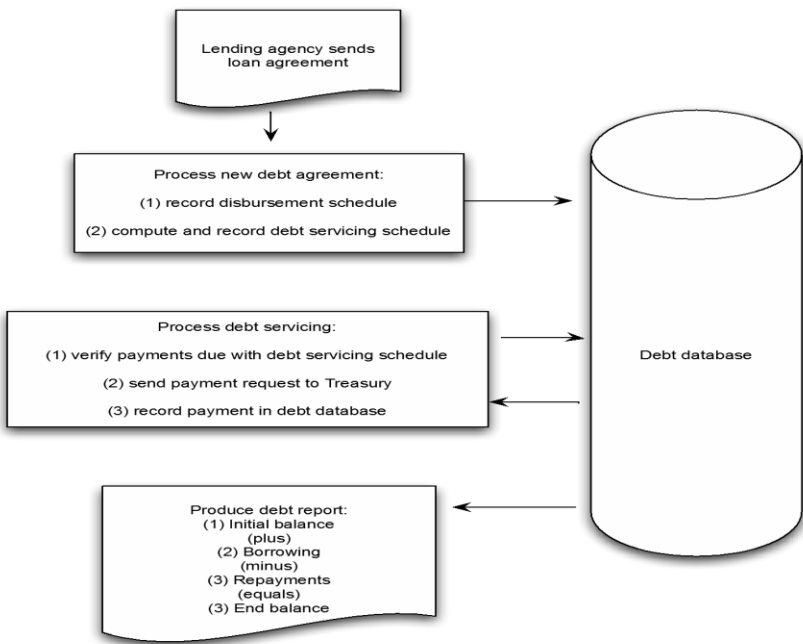 Lending agency sends
loan agreement
Process new debt agreement:
(1) record disbursement schedule
(2) compute and record debt servicing schedule
Process debt servicing:
(1) verify payments due with debt servicing schedule
(2) send payment request to Treasury
(3) record payment in debt database
Debt database
Produce debt report:
(1) Initial balance
(plus)
(2) Borrowing
(minus)
(3) Repayments
(equals)
(3) End balance